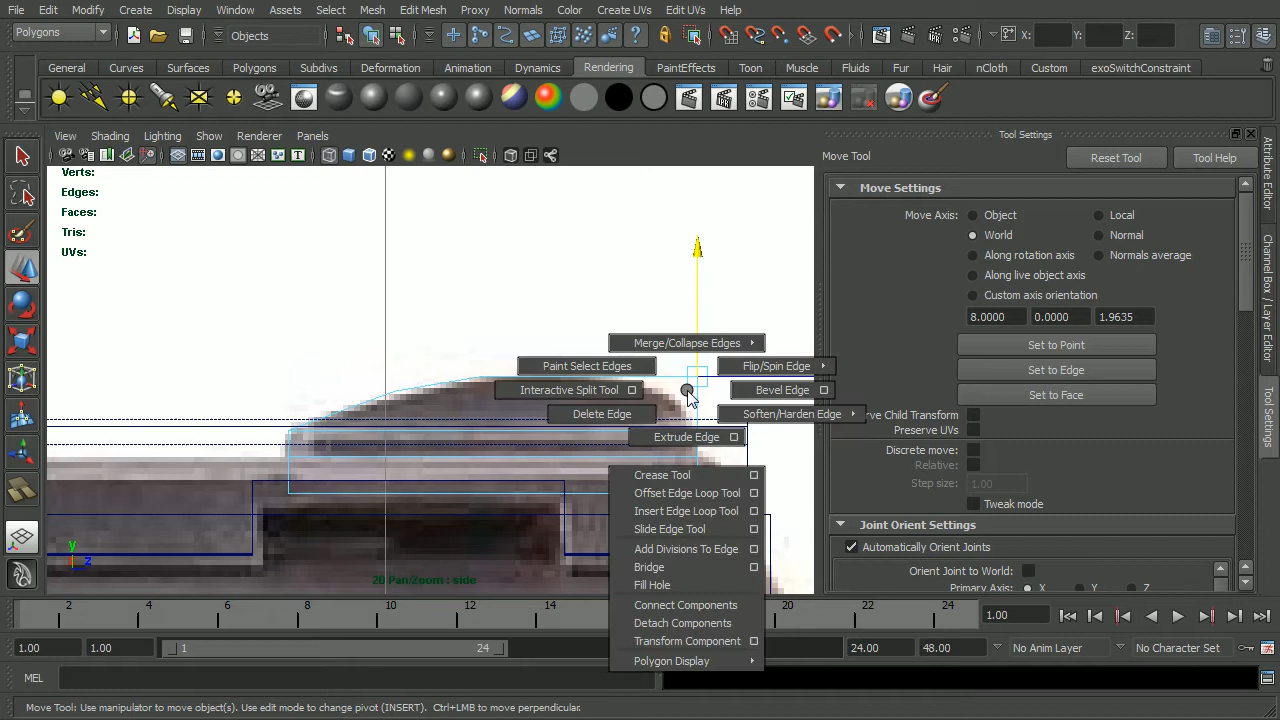 File Edit Modify Create Display Window Assets Select Mesh Edit Mesh Proxy Normals Color Create UVs Edit UVs Help
Polygons Objects X: Y: Z:
General Curves Surfaces Polygons Subdivs Deformation Animation Dynamics Rendering PaintEffects Toon Muscle Fluids Fur Hair nCloth Custom exoSwitchConstraint
View Shading Lighting Show Renderer Panels
Tool Settings
Move Tool Reset Tool Tool Help
Verts:
Edges:
Faces:
Tris:
UVs:
Move Settings
Move Axis: Object Local
World Normal
Along rotation axis Normals average
Along live object axis
Custom axis orientation
8.0000 0.0000 1.9635
Set to Point
Set to Edge
Set to Face
ve Child Transform
Preserve UVs
Discrete move:
Relative:
Step size: 1.00
Tweak mode
Joint Orient Settings
Automatically Orient Joints
Orient Joint to World:
Primary Axis: X Y Z
Attribute Editor
Channel Box / Layer Editor
Tool Settings
Merge/Collapse Edges
Paint Select Edges Flip/Spin Edge
Interactive Split Tool Bevel Edge
Delete Edge Soften/Harden Edge
Extrude Edge
Crease Tool
Offset Edge Loop Tool
Insert Edge Loop Tool
Slide Edge Tool
Add Divisions To Edge
Bridge
Fill Hole
Connect Components
Detach Components
Transform Component
Polygon Display
y
z
2D Pan/Zoom : side
2 4 6 8 10 12 14 20 22 24 1.00
1.00 1.00 1 24 24.00 48.00 No Anim Layer No Character Set
MEL
Move Tool: Use manipulator to move object(s). Use edit mode to change pivot (INSERT). Ctrl+LMB to move perpendicular.